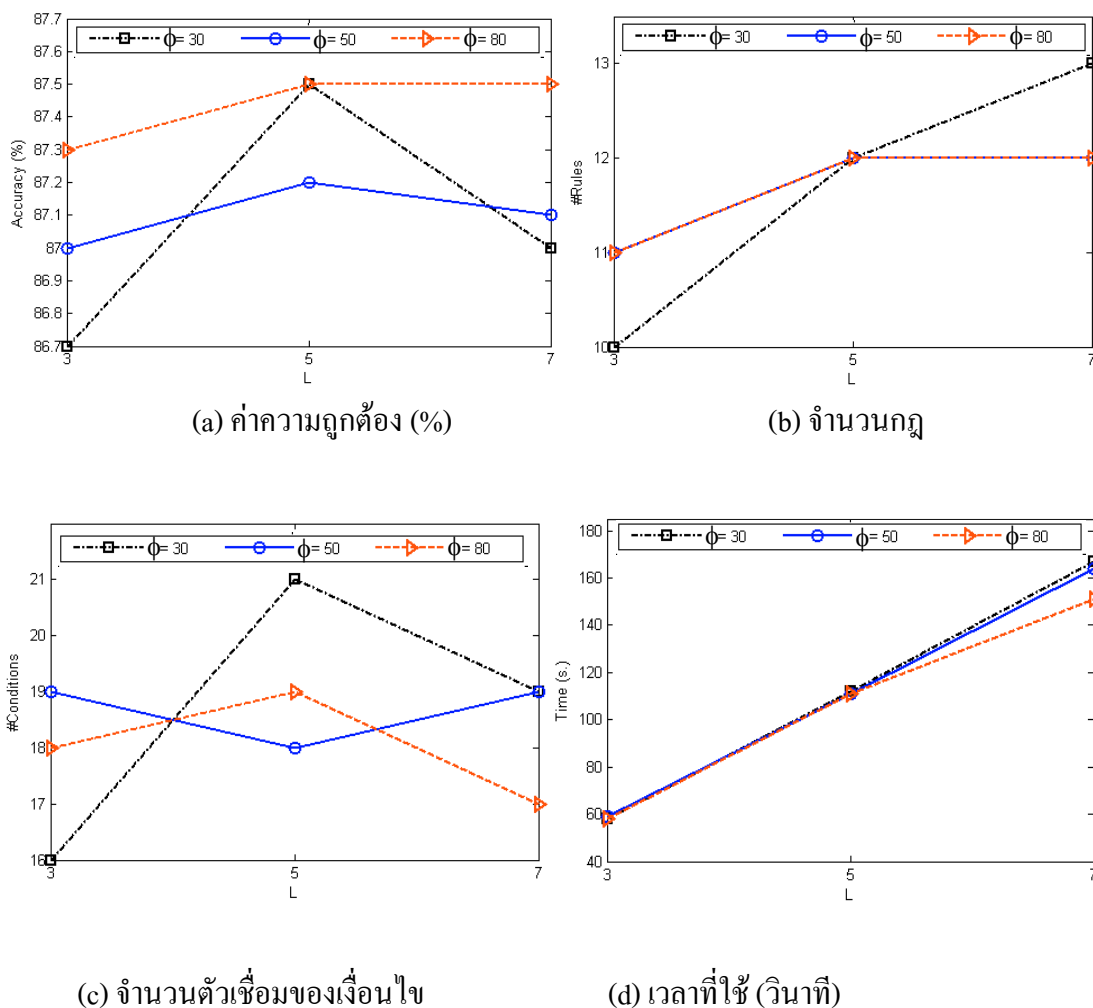 87.7
ϕ= 30 ϕ= 50 ϕ= 80
87.6
87.5
87.4
87.3
87.2
87.1
87
86.9
86.8
86.7
Accuracy (%)
3 5 7
L
(a) ค่าความถูกต้อง (%)
ϕ= 30 ϕ= 50 ϕ= 80
13
12
11
10
#Rules
3 5 7
L
(b) จำนวนกฎ
ϕ= 30 ϕ= 50 ϕ= 80
21
20
19
18
17
16
#Conditions
3 5 7
L
(c) จำนวนตัวเชื่อมของเงื่อนไข
180
ϕ= 30 ϕ= 50 ϕ= 80
160
140
120
100
80
60
40
Time (s.)
3 5 7
L
(d) เวลาที่ใช้ (วินาที)